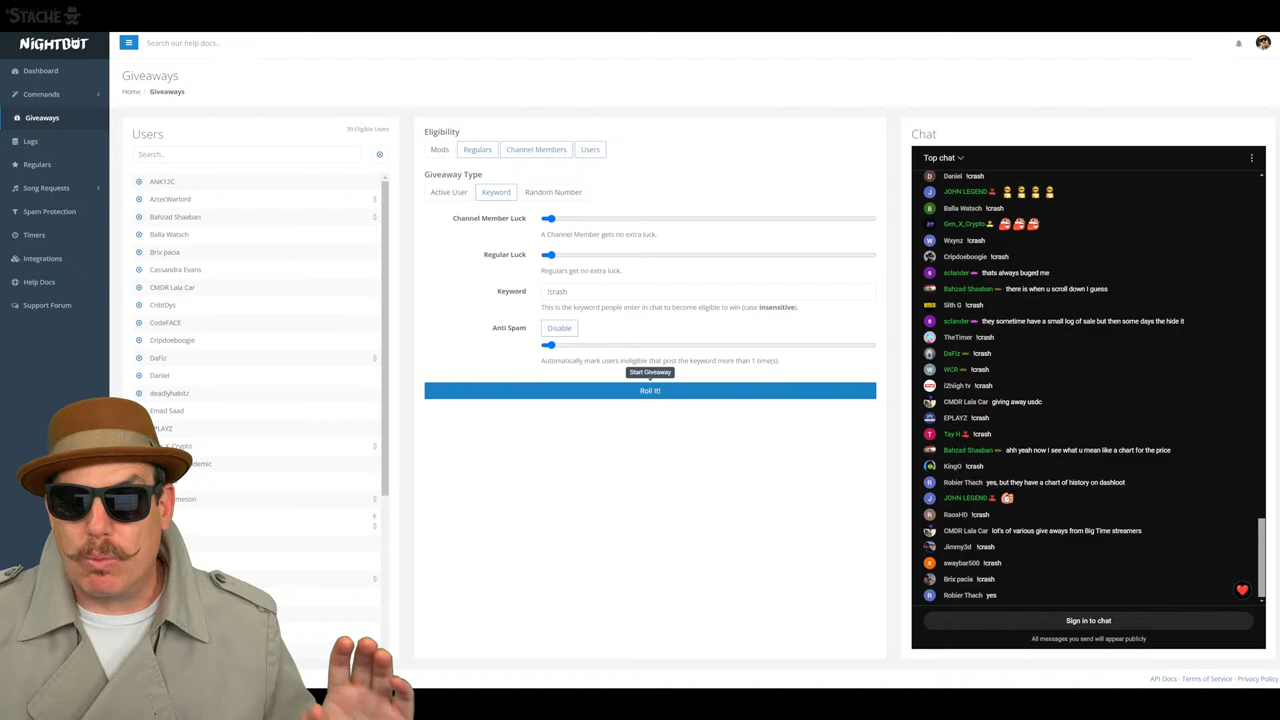 STACHE
NIGHTBOT
Search our help docs..
Dashboard
Commands
Giveaways
Logs
Regulars
Song Requests
Spam Protection
Timers
Integrations
Help Docs
Support Forum
Giveaways
Home / Giveaways
Users
39 Eligible Users
Search..
ANK12C
AztecWarlord
Bahzad Shaaban
Balla Watsch
Brix pacia
Cassandra Evans
CMDR Lala Car
CnbtDys
CodeFACE
Cripdoeboogie
DaFiz
Daniel
deadlyhabitz
Emad Saad
EPLAYZ
Eligibility
Mods Regulars Channel Members Users
Giveaway Type
Active User Keyword Random Number
Channel Member Luck
A Channel Member gets no extra luck.
Regular Luck
Regulars get no extra luck.
Keyword !crash
This is the keyword people enter in chat to become eligible to win (case insensitive).
Anti Spam Disable
Automatically mark users ineligible that post the keyword more than 1 time(s).
Start Giveaway
Roll It!
Chat
Top chat
Daniel !crash
JOHN LEGEND
Balla Watsch !crash
Gen_X_Crypto
Wxynz !crash
Cripdoeboogie !crash
sclander thats always buged me
Bahzad Shaaban there is when u scroll down I guess
Sith G !crash
sclander they sometime have a small log of sale but then some days the hide it
TheTimer !crash
DaFiz !crash
WCR !crash
i2hiigh tv !crash
CMDR Lala Car giving away usdc
EPLAYZ !crash
Tay H !crash
Bahzad Shaaban ahh yeah now I see what u mean like a chart for the price
KingO !crash
Robier Thach yes, but they have a chart of history on dashloot
JOHN LEGEND
RaosHD !crash
CMDR Lala Car lot's of various give aways from Big Time streamers
Jimmy3d !crash
swaybar500 !crash
Brix pacia !crash
Robier Thach yes
Sign in to chat
All messages you send will appear publicly
API Docs - Terms of Service - Privacy Policy